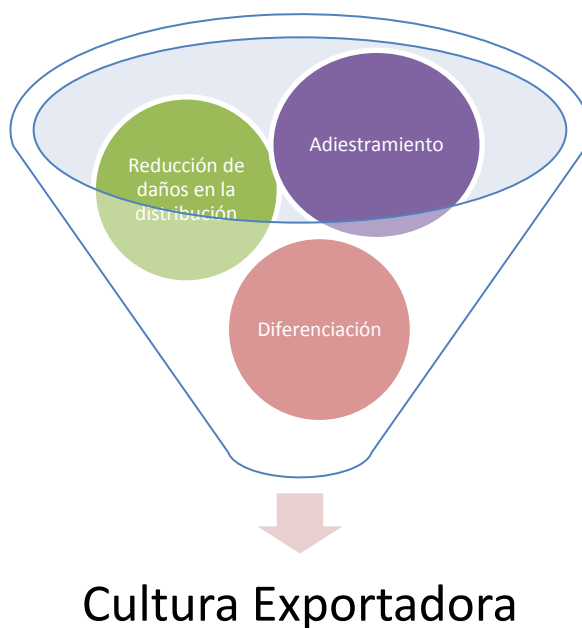 Adiestramiento
Reducción de
daños en la
distribución
Diferenciación
Cultura Exportadora